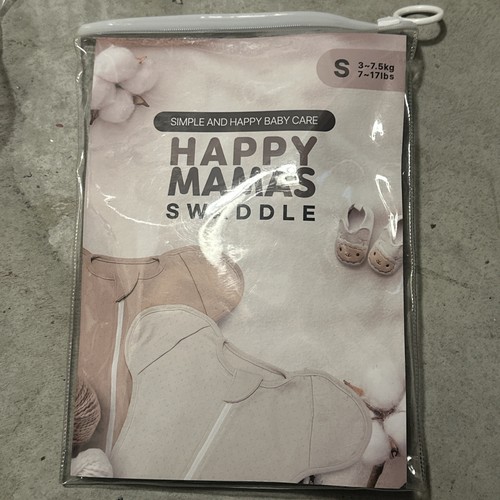 S 3~7.5kg
7~17lbs
SIMPLE AND HAPPY BABY CARE
HAPPY
MAMAS
SWADDLE